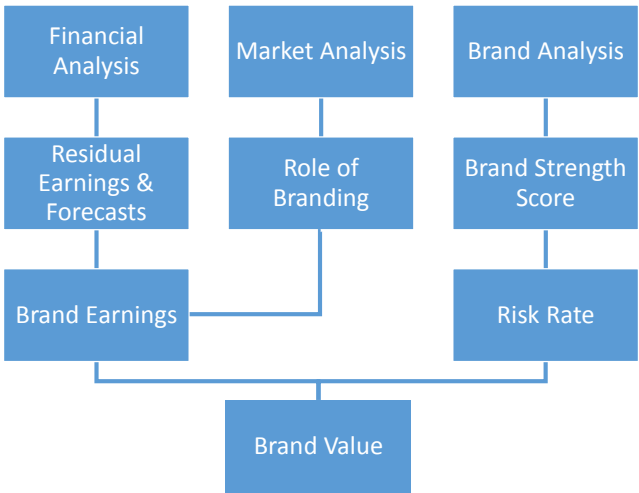 Financial
Analysis
Market Analysis
Brand Analysis
Residual
Earnings &
Forecasts
Role of
Branding
Brand Strength
Score
Brand Earnings
Risk Rate
Brand Value